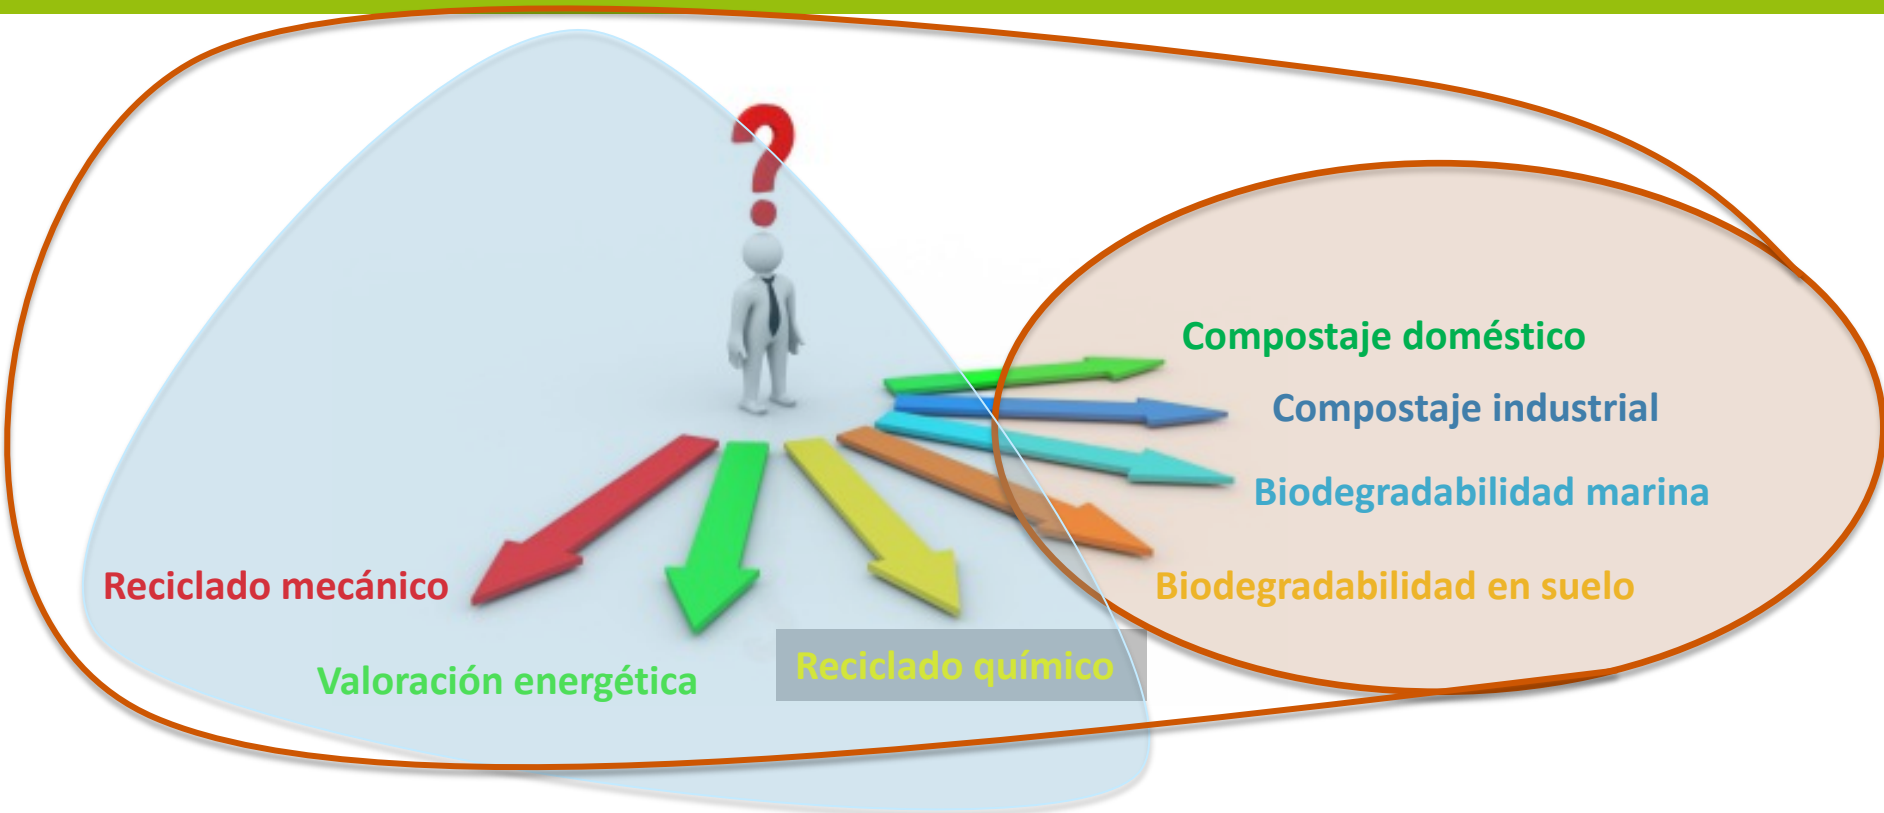 ?
Compostaje doméstico
Compostaje industrial
Biodegradabilidad marina
Biodegradabilidad en suelo
Reciclado mecánico
Valoración energética
Reciclado químico